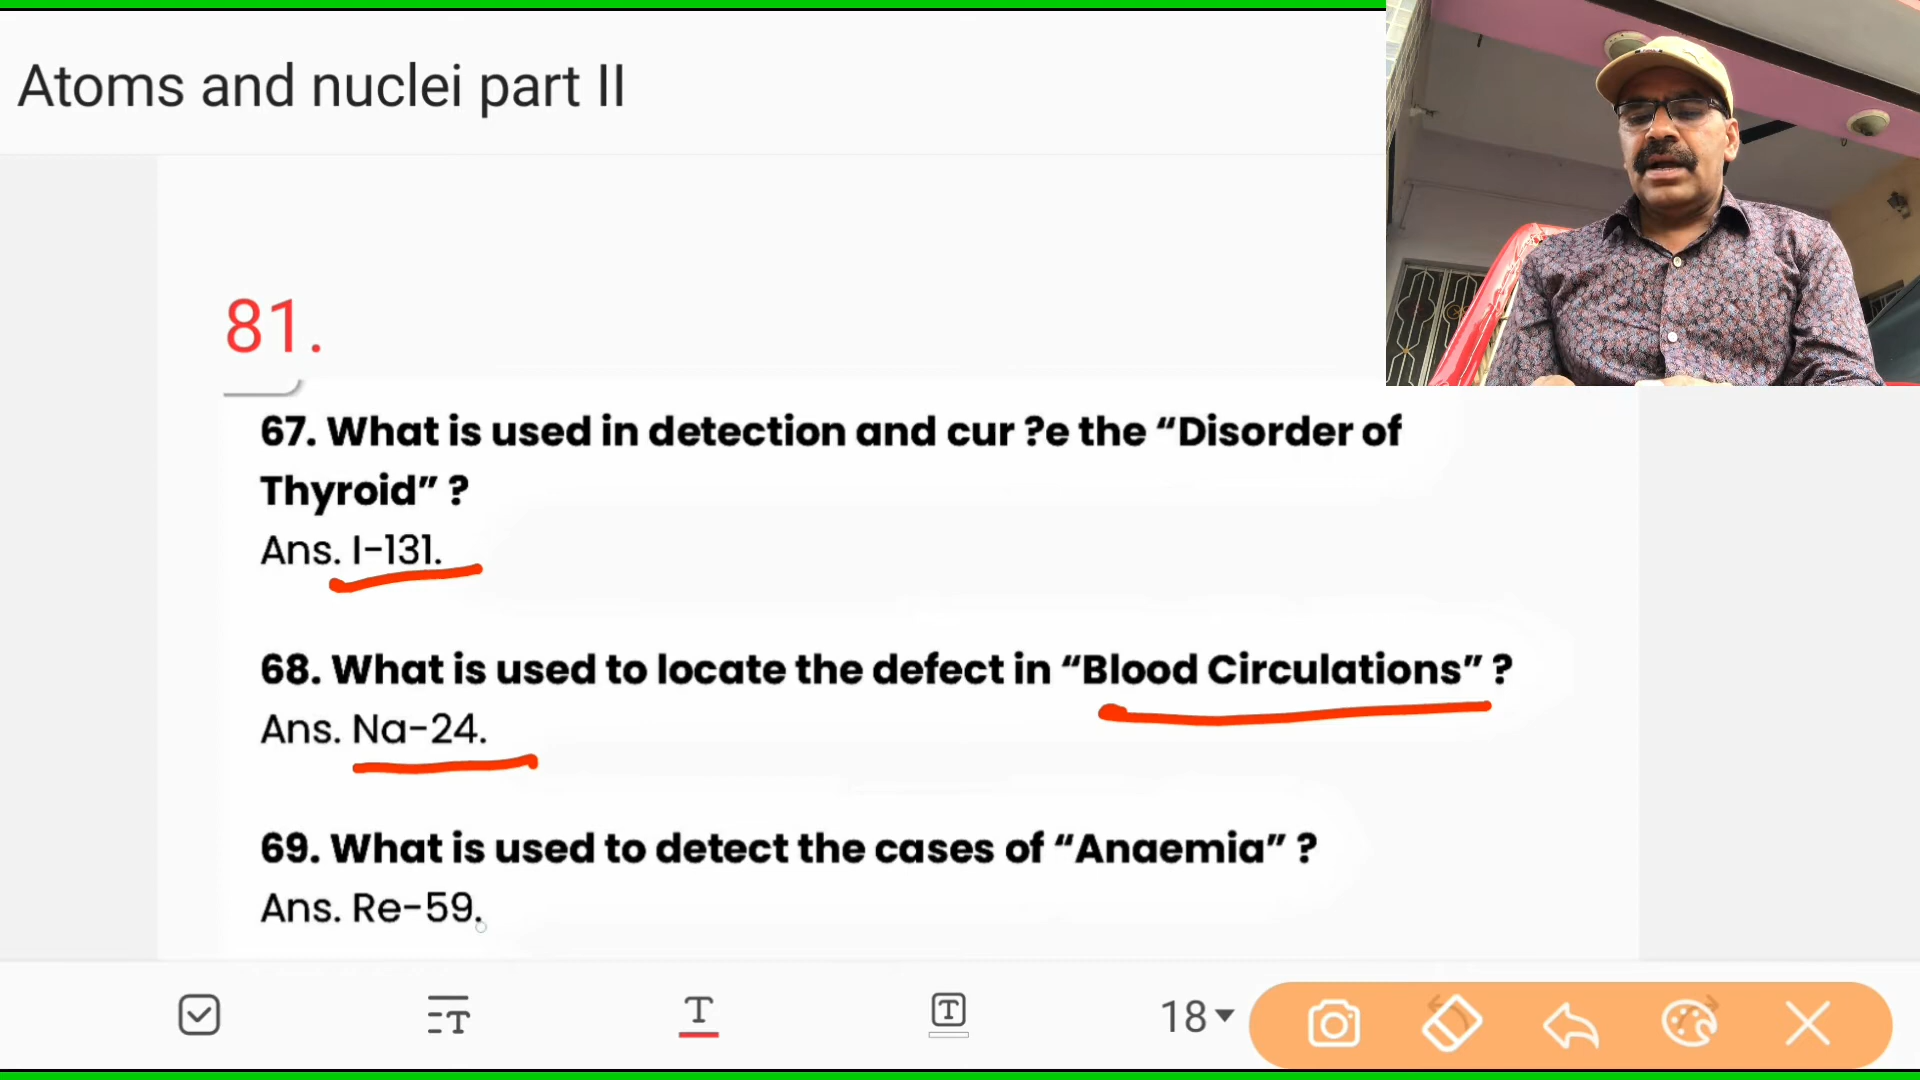 Atoms and nuclei part II
81.
67. What is used in detection and cur ?e the “Disorder of
Thyroid” ?
Ans. I-131.
68. What is used to locate the defect in “Blood Circulations” ?
Ans. Na-24.
69. What is used to detect the cases of “Anaemia” ?
Ans. Re-59.
18